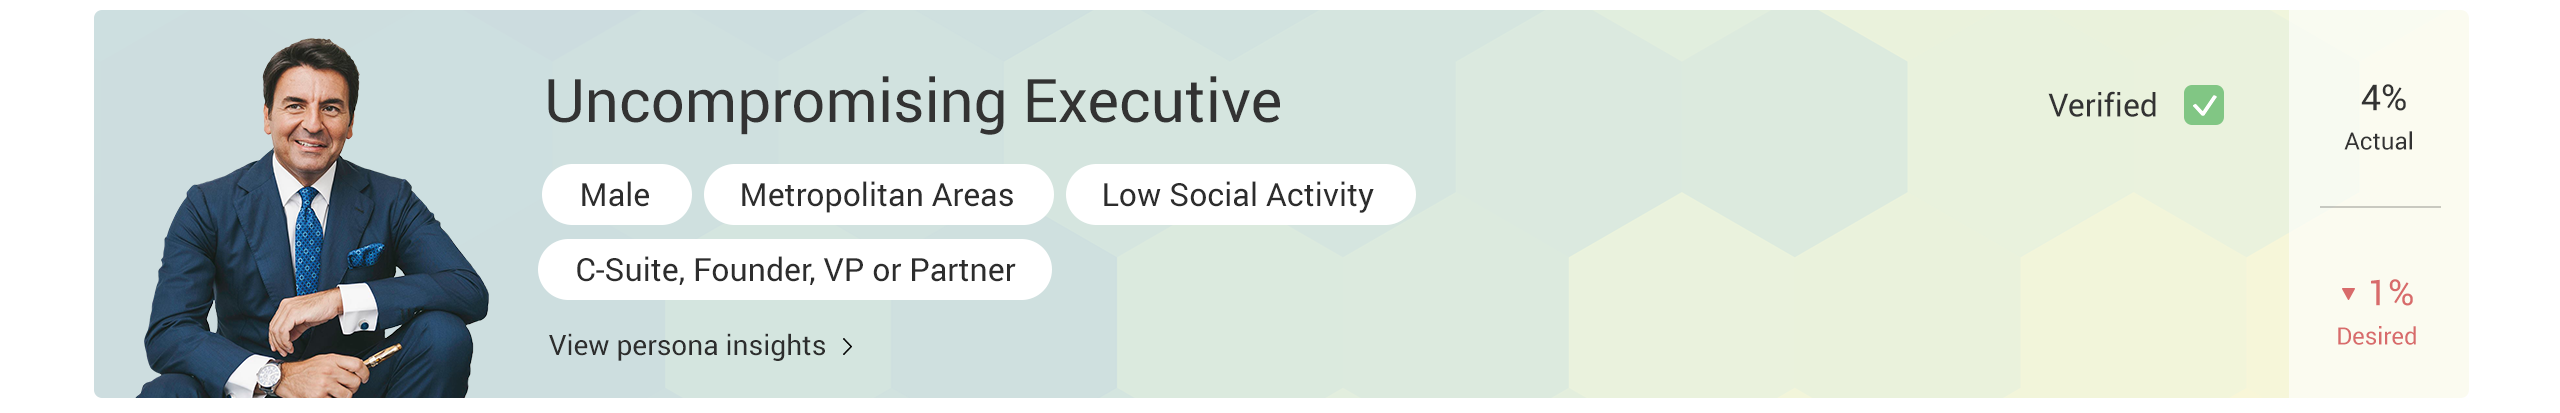 Uncompromising Executive
Verified
Male
Metropolitan Areas
Low Social Activity
C-Suite, Founder, VP or Partner
View persona insights
4%
Actual
1%
Desired